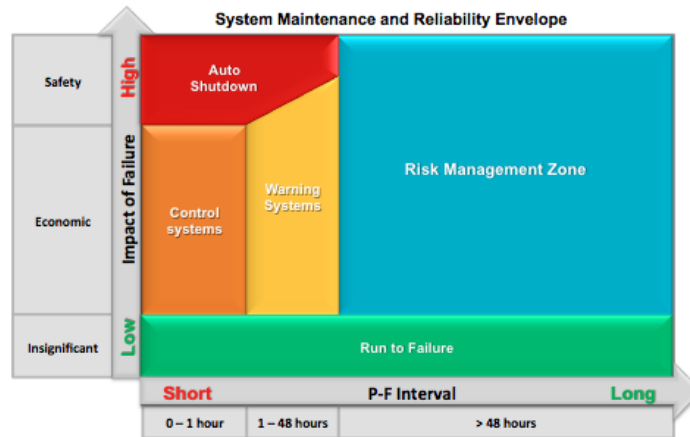 System Maintenance and Reliability Envelope
Safety
Economic
Insignificant
High
Impact of Failure
Low
Auto
Shutdown
Control
systems
Warning
Systems
Risk Management Zone
Run to Failure
Short
P-F Interval
Long
0 – 1 hour
1 – 48 hours
> 48 hours